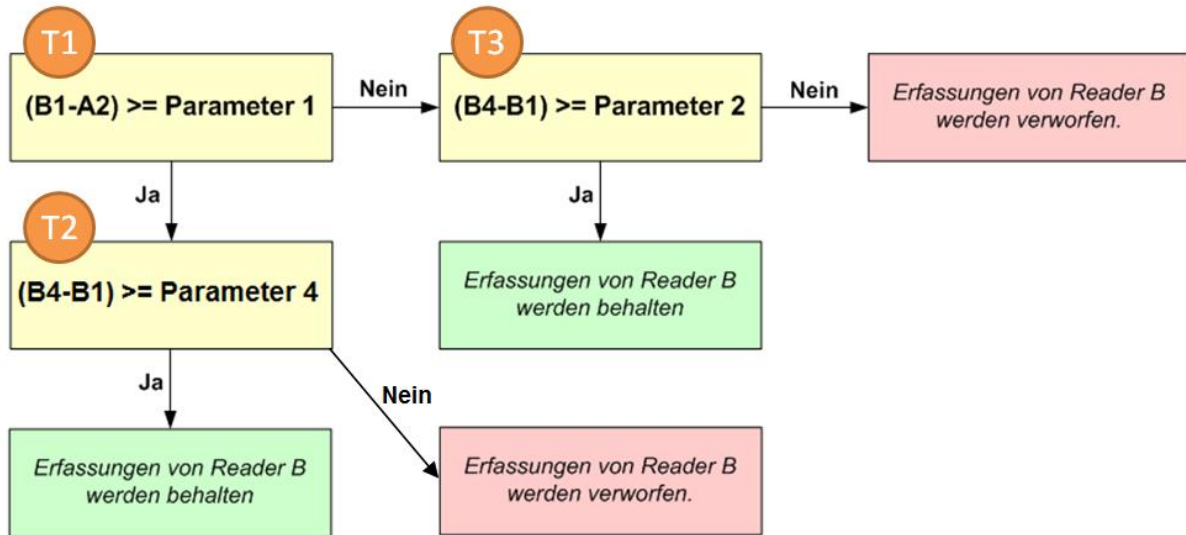 T1
(B1-A2) >= Parameter 1
Nein
T3
(B4-B1) >= Parameter 2
Nein
Erfassungen von Reader B
werden verworfen.
Ja
Ja
T2
(B4-B1) >= Parameter 4
Erfassungen von Reader B
werden behalten
Ja
Nein
Erfassungen von Reader B
werden behalten
Erfassungen von Reader B
werden verworfen.